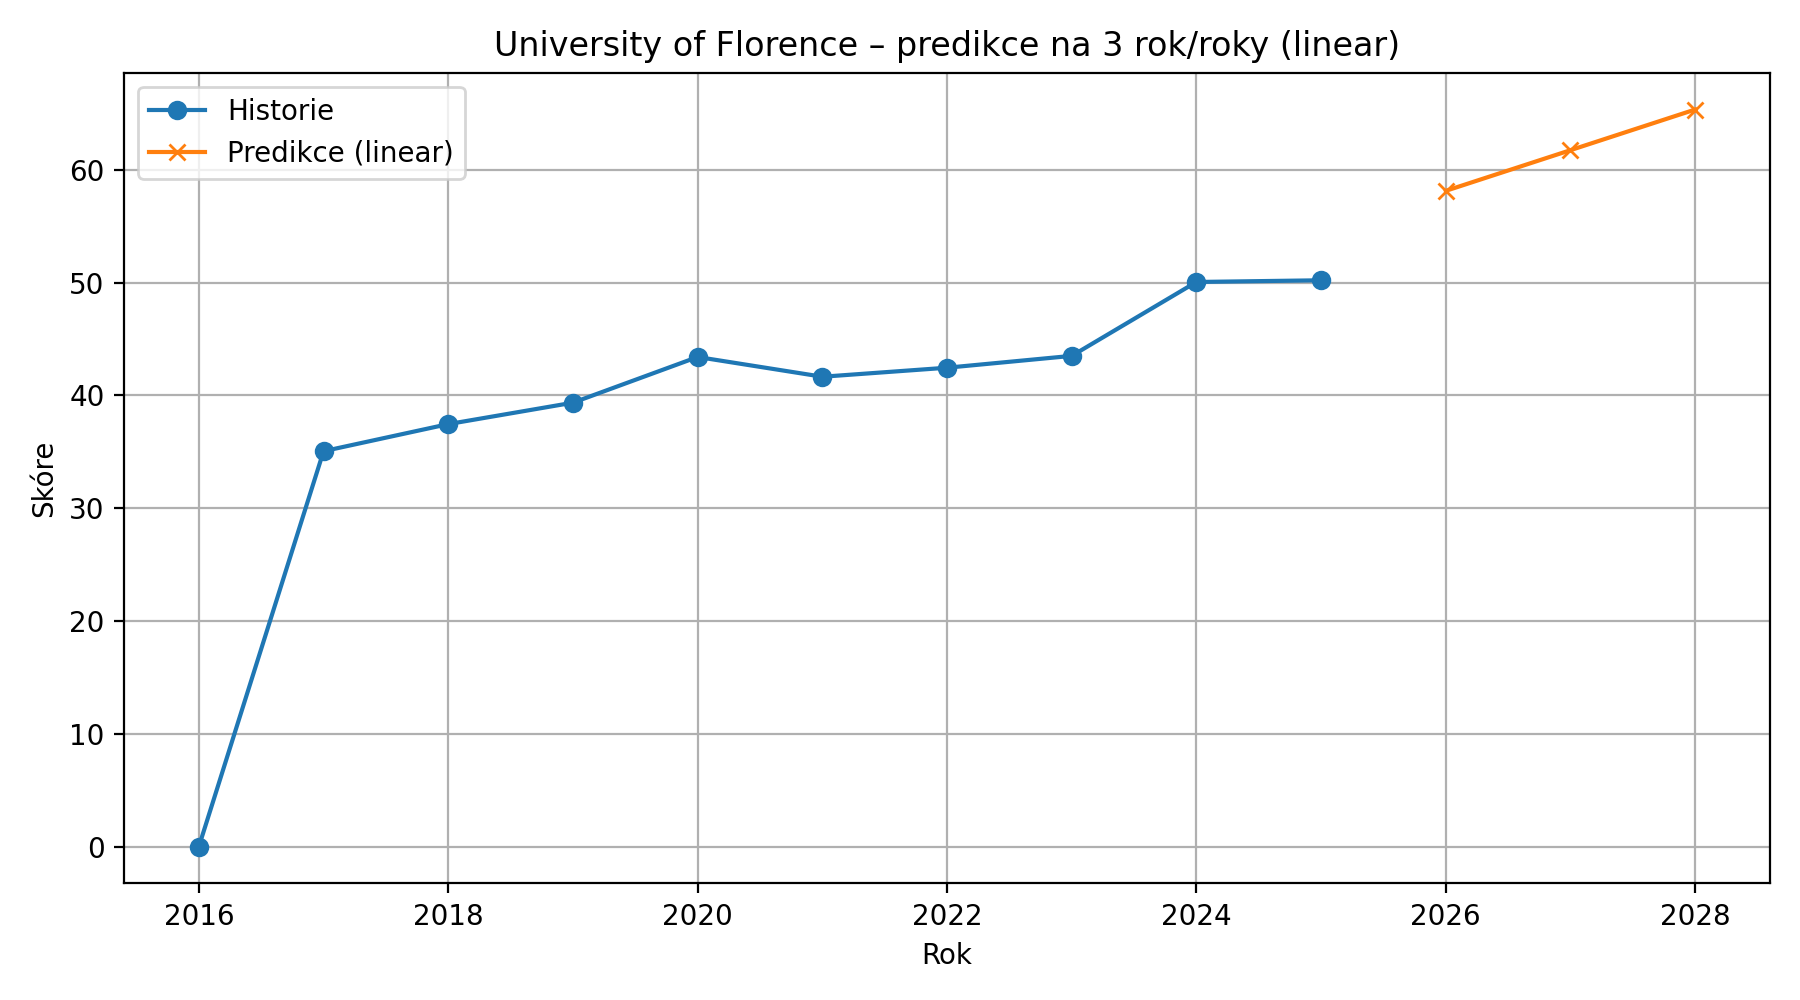 University of Florence – predikce na 3 rok/roky (linear)
Historie
Predikce (linear)
60
50
40
30
20
10
0
Skóre
2016 2018 2020 2022 2024 2026 2028
Rok